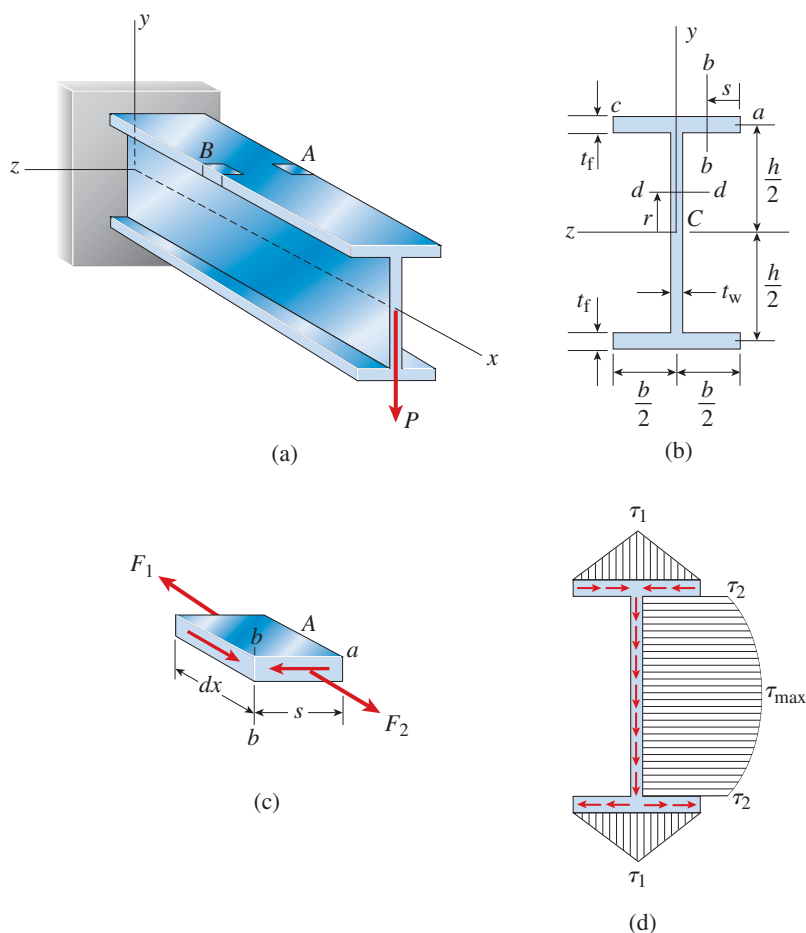 y
z
B
A
x
P
(a)
y
b
s
c
a
t_f
b
h/2
d
d
r
z
C
t_w
h/2
t_f
b/2
b/2
(b)
F_1
A
b
a
dx
s
F_2
b
(c)
τ_1
τ_2
τ_max
τ_2
τ_1
(d)